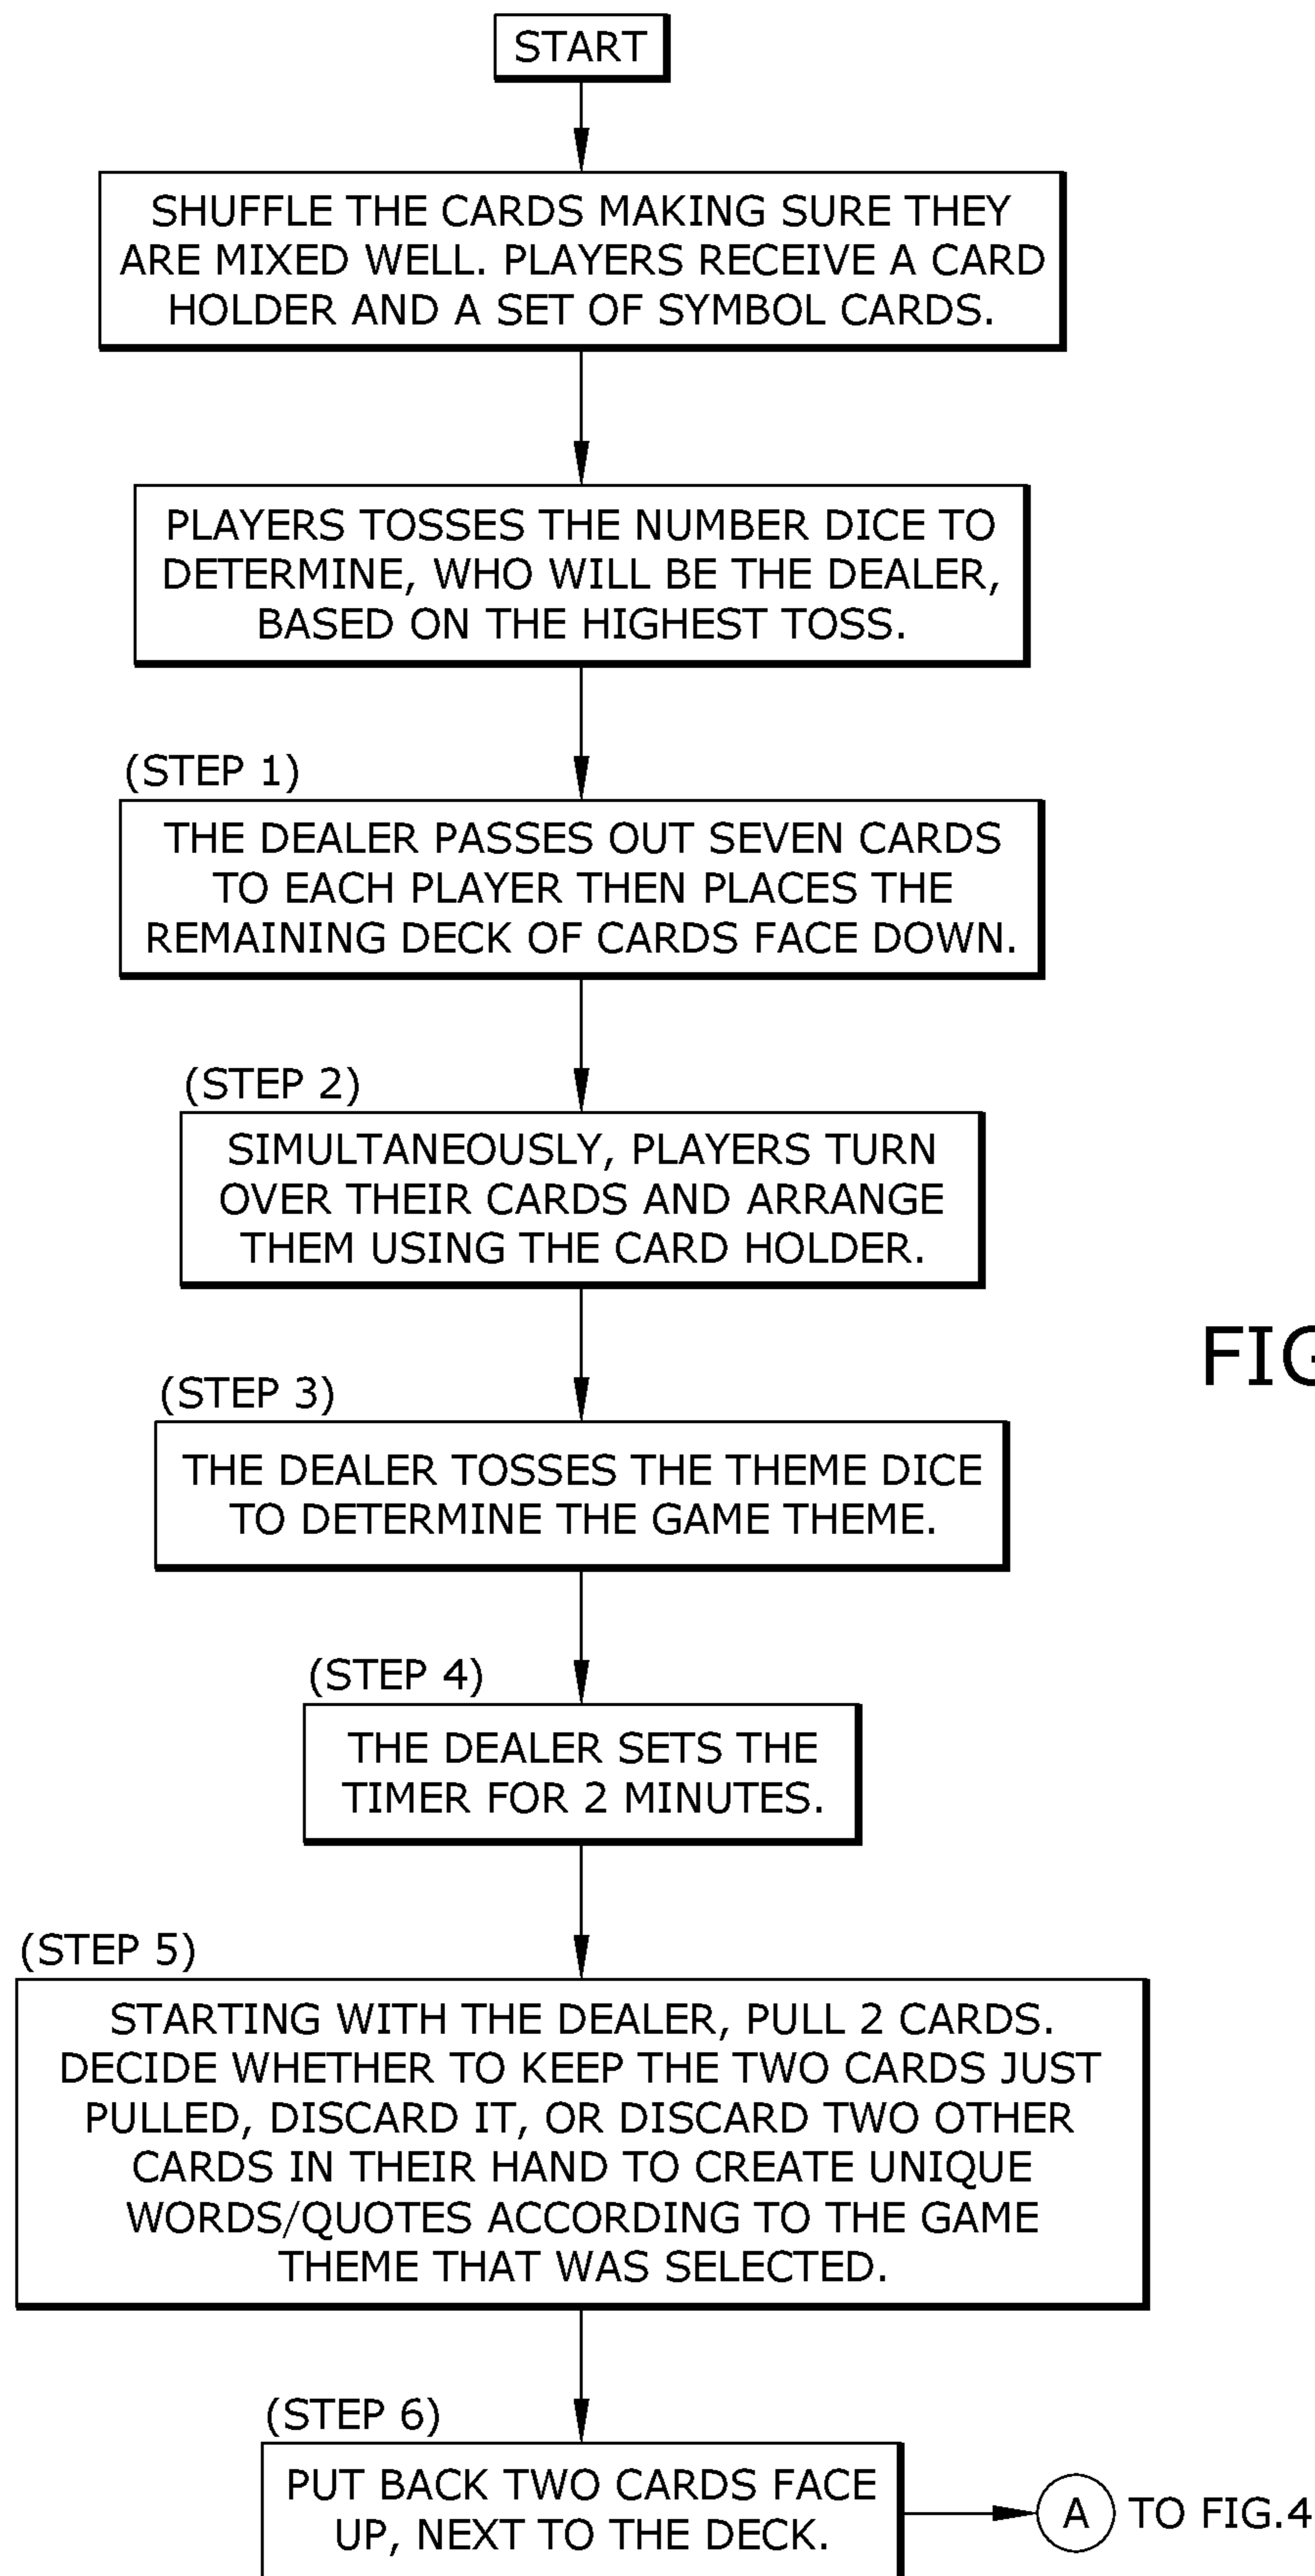 START
SHUFFLE THE CARDS MAKING SURE THEY
ARE MIXED WELL. PLAYERS RECEIVE A CARD
HOLDER AND A SET OF SYMBOL CARDS.
PLAYERS TOSSES THE NUMBER DICE TO
DETERMINE, WHO WILL BE THE DEALER,
BASED ON THE HIGHEST TOSS.
(STEP 1)
THE DEALER PASSES OUT SEVEN CARDS
TO EACH PLAYER THEN PLACES THE
REMAINING DECK OF CARDS FACE DOWN.
(STEP 2)
SIMULTANEOUSLY, PLAYERS TURN
OVER THEIR CARDS AND ARRANGE
THEM USING THE CARD HOLDER.
FIG
(STEP 3)
THE DEALER TOSSES THE THEME DICE
TO DETERMINE THE GAME THEME.
(STEP 4)
THE DEALER SETS THE
TIMER FOR 2 MINUTES.
(STEP 5)
STARTING WITH THE DEALER, PULL 2 CARDS.
DECIDE WHETHER TO KEEP THE TWO CARDS JUST
PULLED, DISCARD IT, OR DISCARD TWO OTHER
CARDS IN THEIR HAND TO CREATE UNIQUE
WORDS/QUOTES ACCORDING TO THE GAME
THEME THAT WAS SELECTED.
(STEP 6)
PUT BACK TWO CARDS FACE
UP, NEXT TO THE DECK.
A TO FIG.4